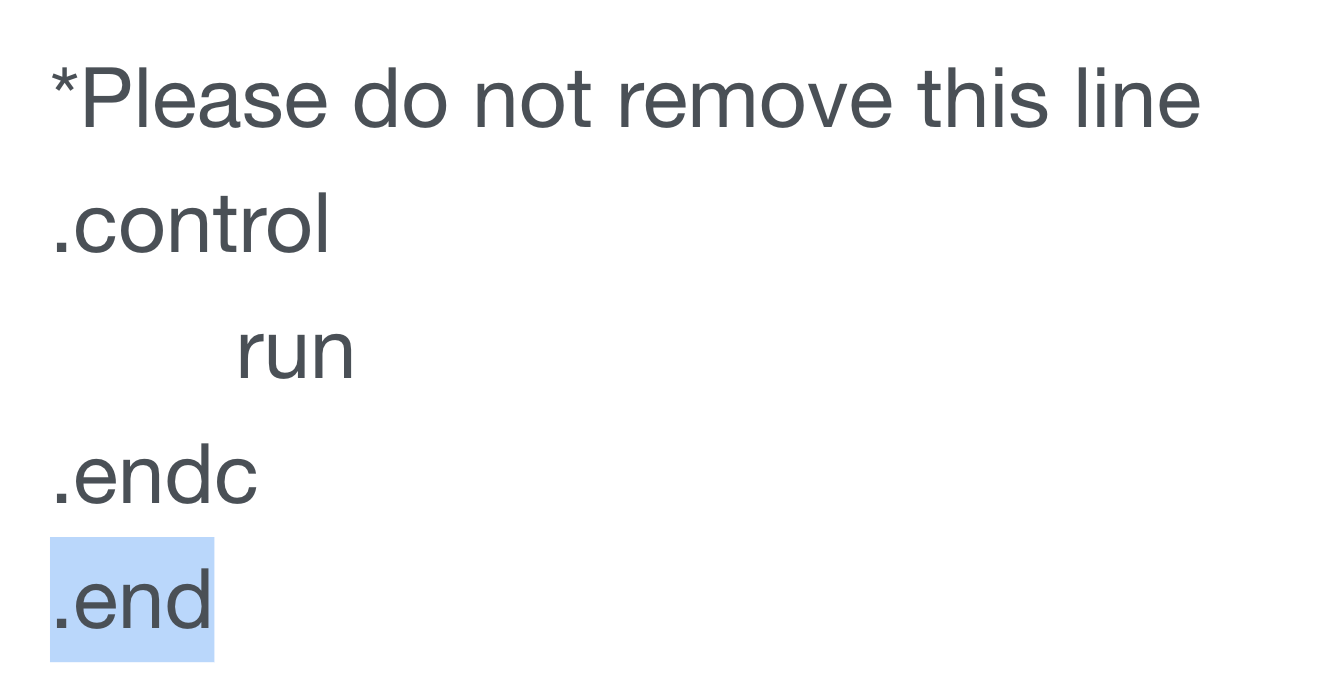 *Please do not remove this line
.control
run
.endc
.end